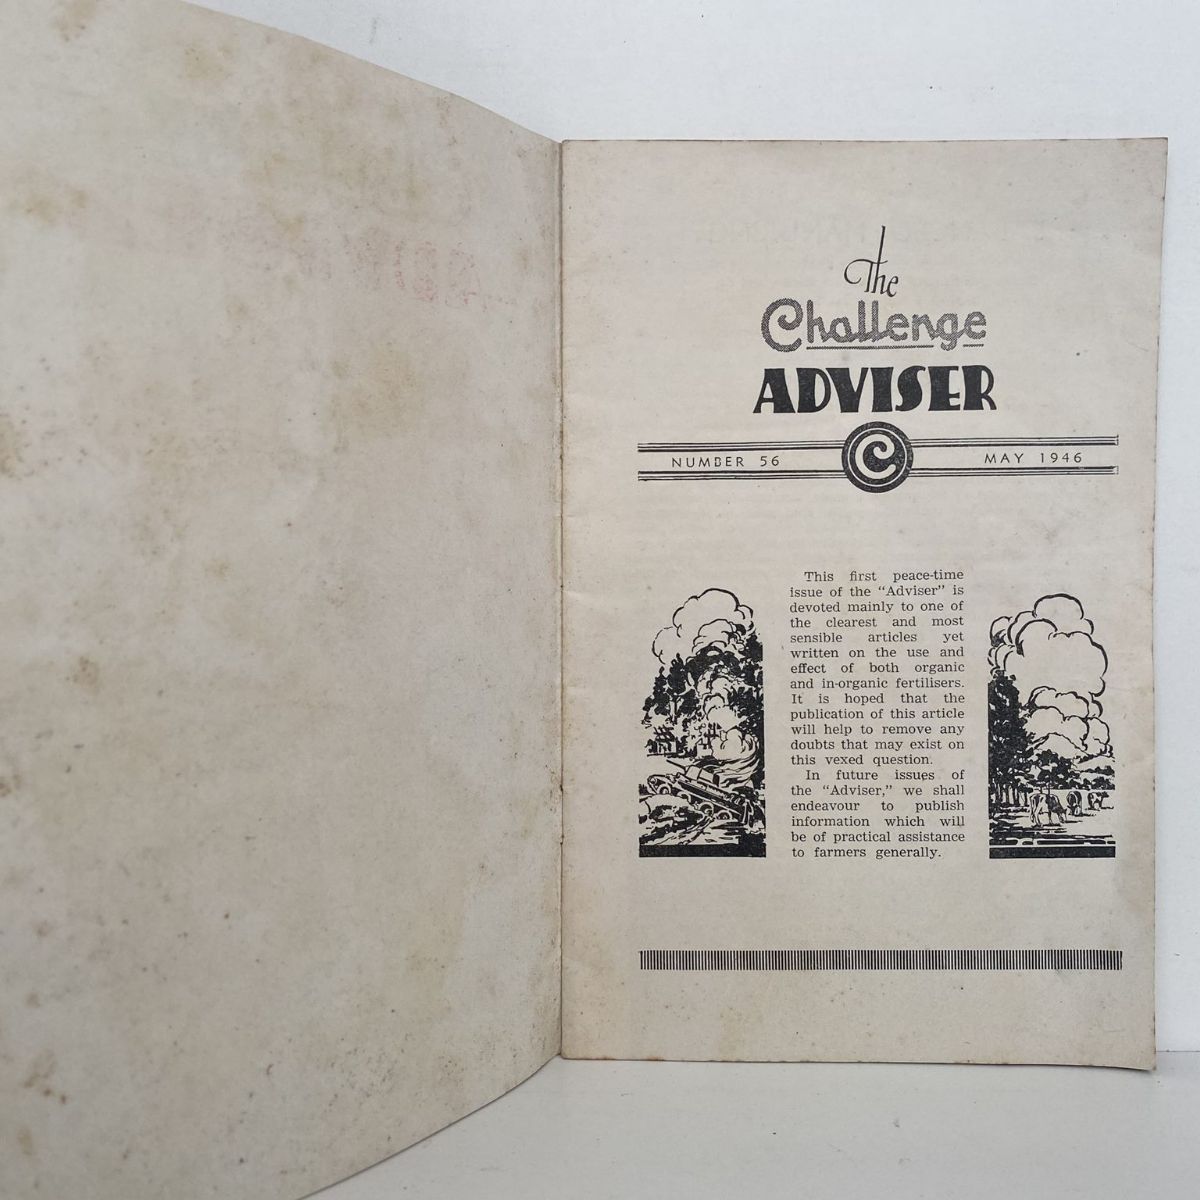 The
Challenge
ADVISER
NUMBER 56 C MAY 1946
This first peace-time
issue of the "Adviser" is
devoted mainly to one of
the clearest and most
sensible articles yet
written on the use and
effect of both organic
and in-organic fertilisers.
It is hoped that the
publication of this article
will help to remove any
doubts that may exist on
this vexed question.
In future issues of
the "Adviser," we shall
endeavour to publish
information which will
be of practical assistance
to farmers generally.